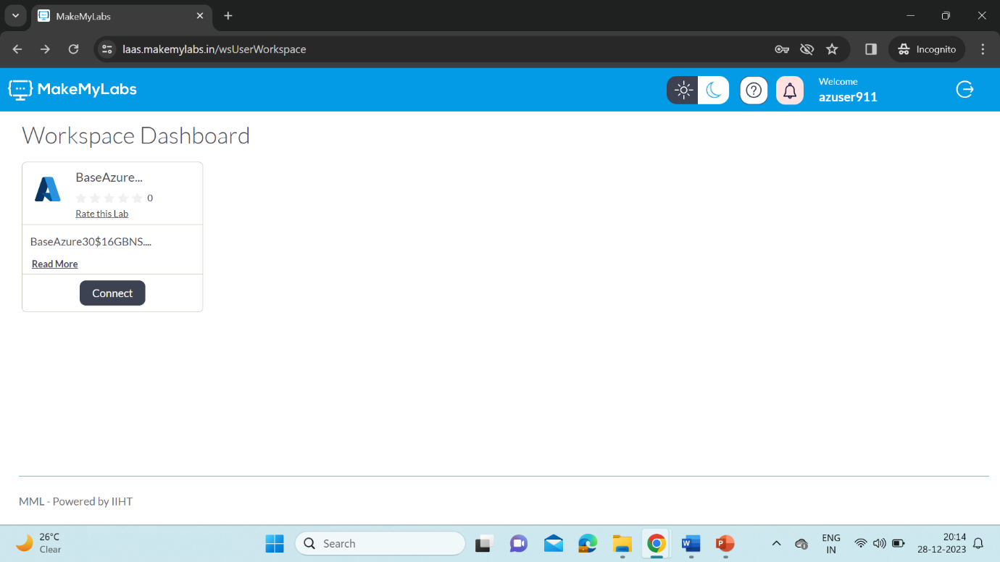 MakeMyLabs
laas.makemylabs.in/wsUserWorkspace
Incognito
MakeMyLabs
Welcome
azuser911
Workspace Dashboard
BaseAzure...
0
Rate this Lab
BaseAzure30$16GBNS....
Read More
Connect
MML - Powered by IIHT
26°C
Clear
Search
W
P
ENG
IN
20:14
28-12-2023